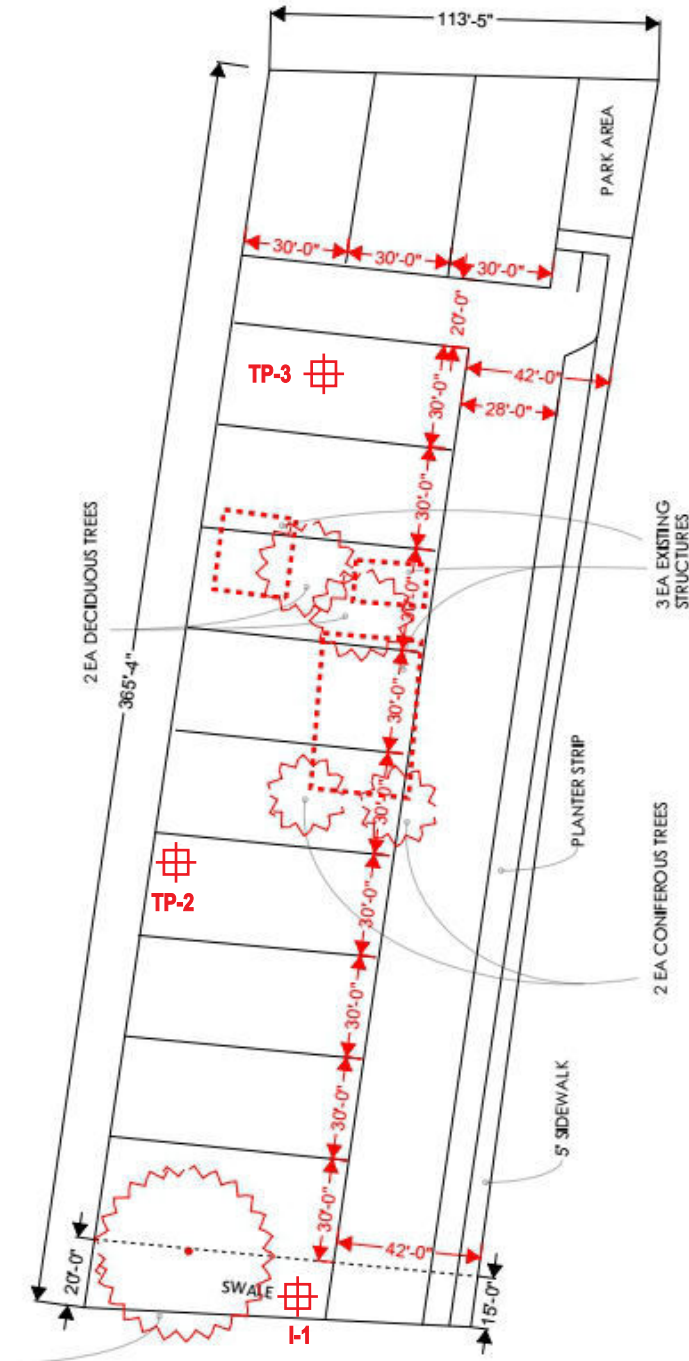 113'-5"
PARK AREA
30'-0"
30'-0"
30'-0"
20'-0"
TP-3
42'-0"
28'-0"
30'-0"
30'-0"
2 EA DECIDUOUS TREES
3 EA EXISTING
STRUCTURES
30'-0"
365'-4"
30'-0"
30'-0"
PLANTER STRIP
TP-2
2 EA CONIFEROUS TREES
30'-0"
30'-0"
30'-0"
5' SIDEWALK
30'-0"
42'-0"
20'-0"
SWALE
15'-0"
I-1